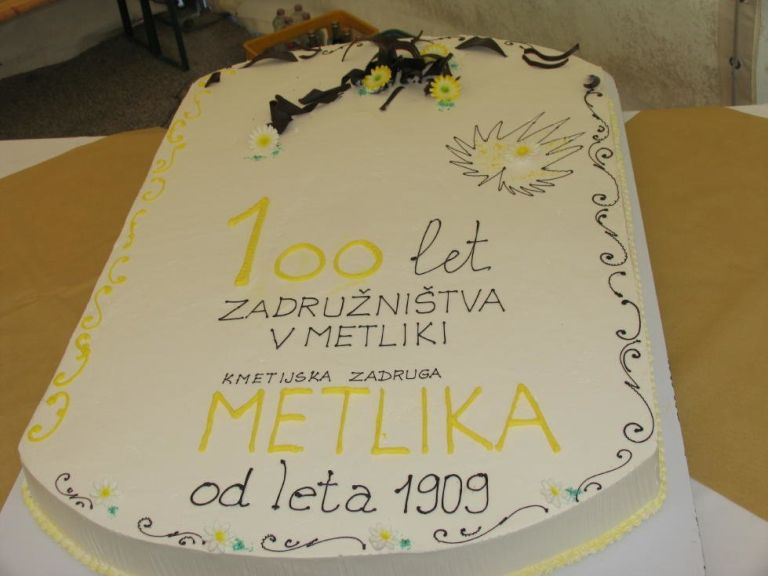 100 let
ZADRUŽNIŠTVA
V METLIKI
KMETIJSKA ZADRUGA
METLIKA
od leta 1909